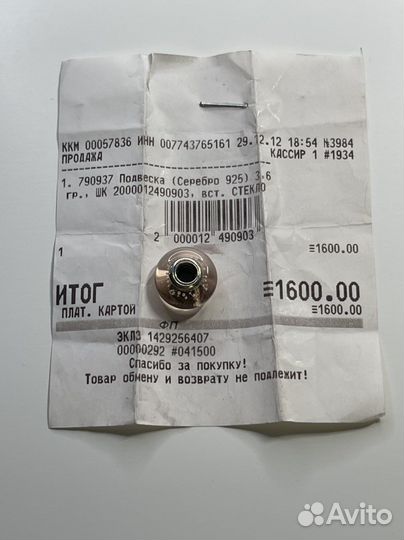 ККМ 00057836 ИНН 007743765161 29.12.12 18:54 №3984
ПРОДАЖА КАССИР 1 #1934
1. 790937 Подвеска (Серебро 925) 3.6
гр., ШК 2000012490903, вст. СТЕКЛО
2 000012 490903
1 ≡1600.00
ИТОГ ≡1600.00
ПЛАТ. КАРТОЙ ≡1600.00
ФП
ЭКЛЗ 1429256407
00000292 #041500
Спасибо за покупку!
Товар обмену и возврату не подлежит!
Avito